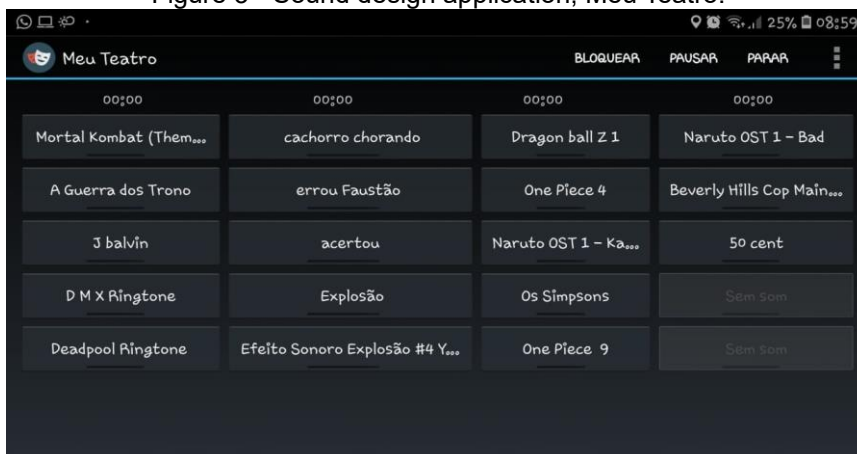 Figure 3 - Sound design application, Meu Teatro.
25% 08:59
Meu Teatro BLOQUEAR PAUSAR PARAR
00:00 00:00 00:00 00:00
Mortal Kombat (Them... cachorro chorando Dragon ball Z 1 Naruto OST 1 - Bad
A Guerra dos Trono errou Faustão One Piece 4 Beverly Hills Cop Main...
J balvin acertou Naruto OST 1 - Ka... 50 cent
D M X Ringtone Explosão Os Simpsons Sem som
Deadpool Ringtone Efeito Sonoro Explosão #4 Y... One Piece 9 Sem som